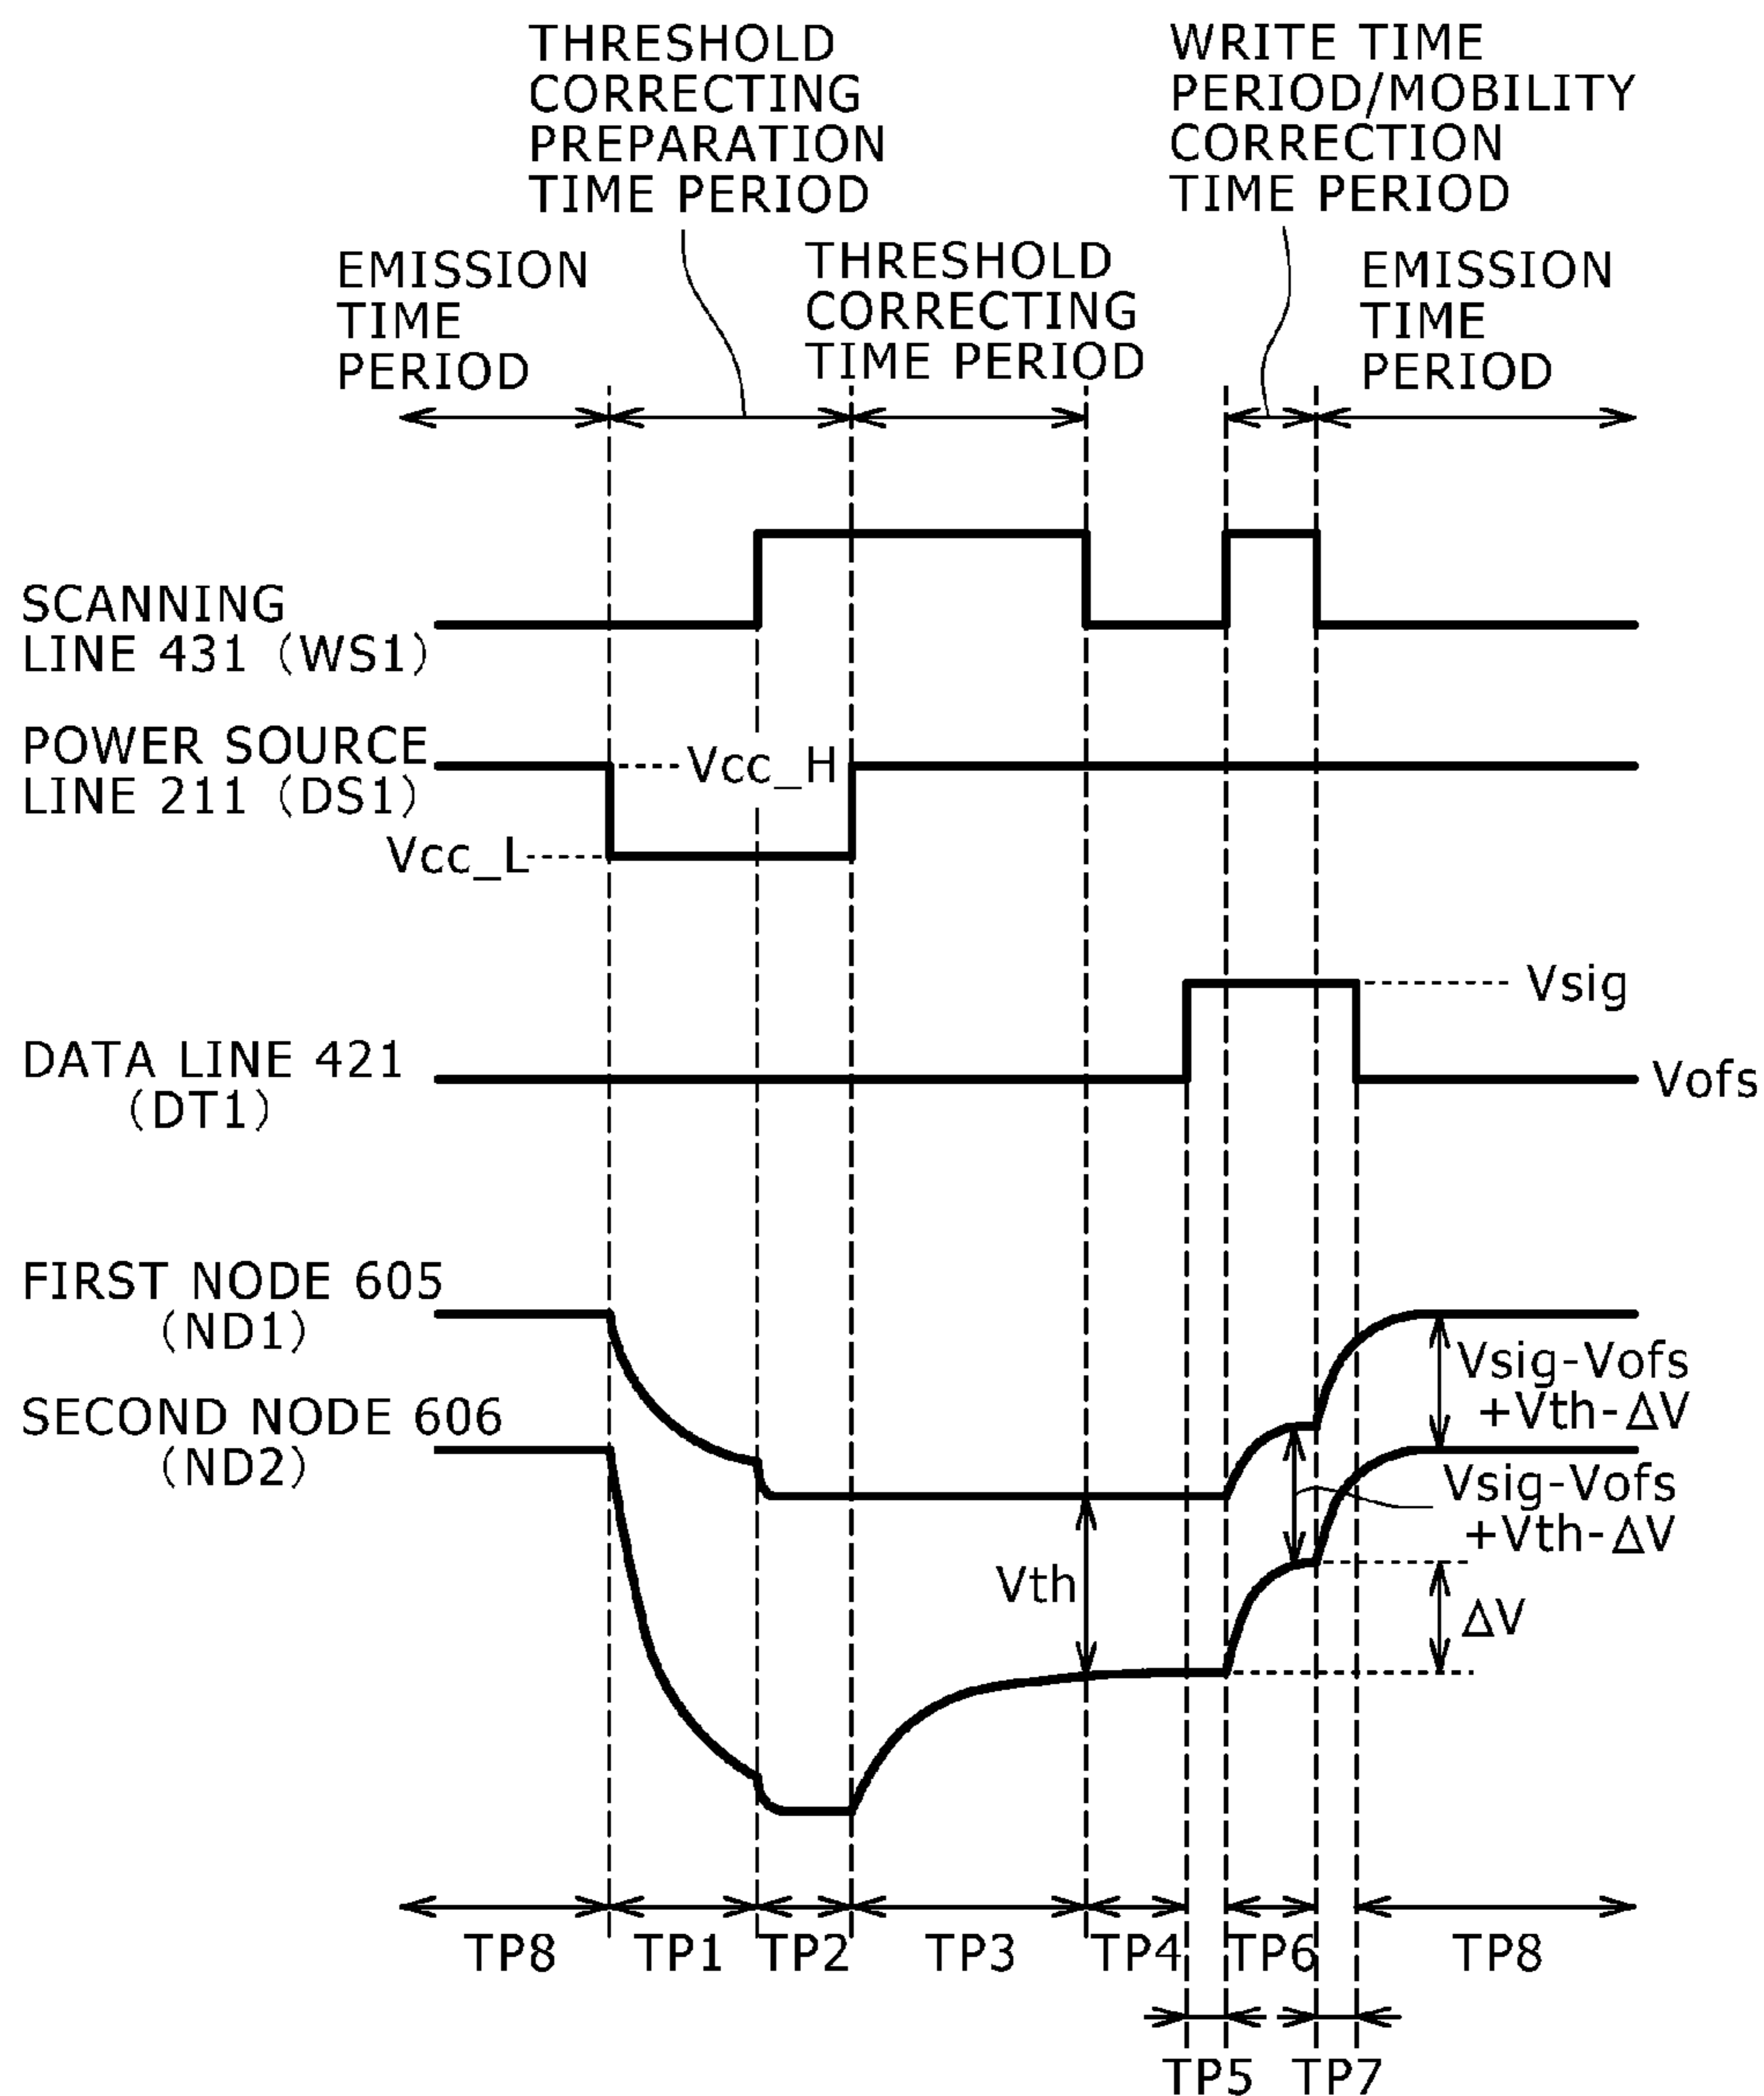 THRESHOLD
CORRECTING
PREPARATION
TIME PERIOD
WRITE TIME
PERIOD/MOBILITY
CORRECTION
TIME PERIOD
EMISSION
TIME
PERIOD
THRESHOLD
CORRECTING
TIME PERIOD
EMISSION
TIME
PERIOD
SCANNING
LINE 431 (WS1)
POWER SOURCE
LINE 211 (DS1)
Vcc_H
Vcc_L
Vsig
DATA LINE 421
(DT1)
Vofs
FIRST NODE 605
(ND1)
Vsig-Vofs
+Vth-ΔV
SECOND NODE 606
(ND2)
Vsig-Vofs
+Vth-ΔV
Vth
ΔV
TP8
TP1
TP2
TP3
TP4
TP6
TP8
TP5
TP7